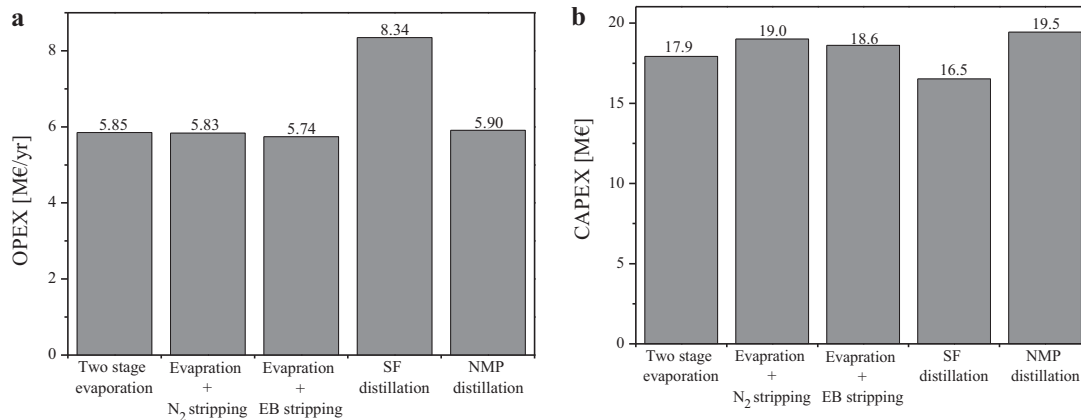 a
OPEX [M€/yr]
8
6
4
2
0
5.85
5.83
5.74
8.34
5.90
Two stage
evaporation
Evapration
+
N2 stripping
Evapration
+
EB stripping
SF
distillation
NMP
distillation
b
CAPEX [M€]
20
15
10
5
0
17.9
19.0
18.6
16.5
19.5
Two stage
evaporation
Evapration
+
N2 stripping
Evapration
+
EB stripping
SF
distillation
NMP
distillation